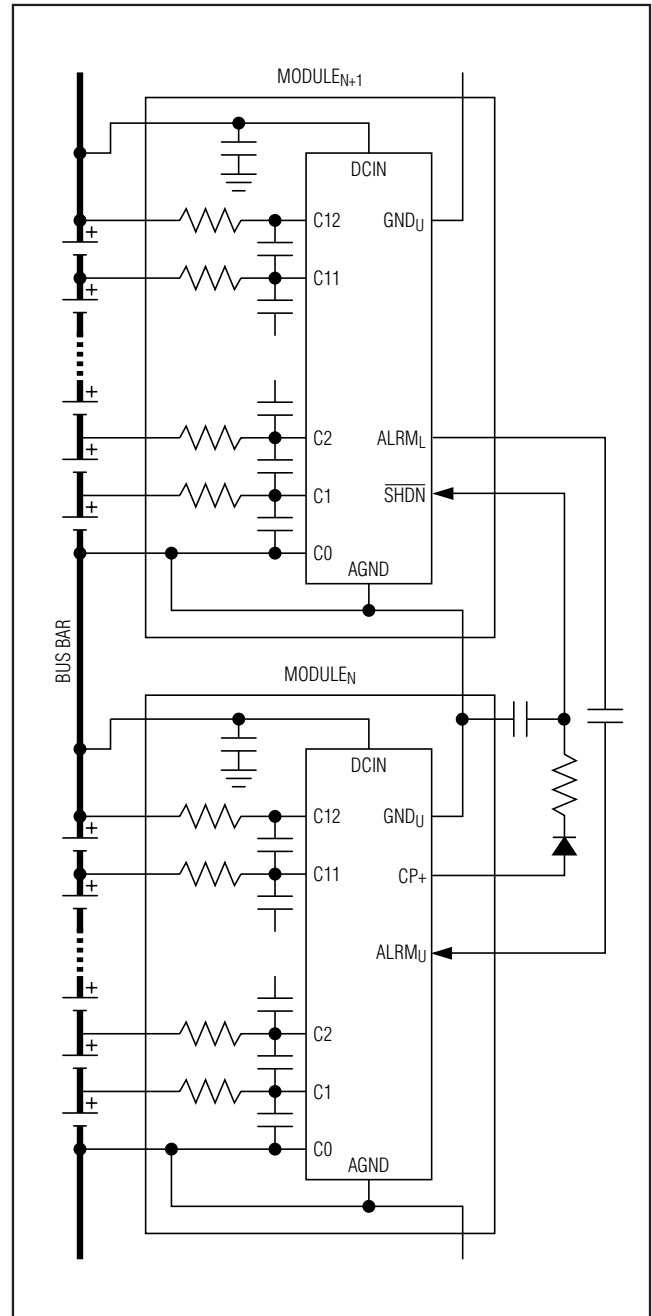 MODULEN+1
DCIN
C12
GNDU
C11
C2
ALRML
C1
SHDN
C0
AGND
BUS BAR
MODULEN
DCIN
C12
GNDU
C11
CP+
ALRMU
C2
C1
C0
AGND
+
+
+
+
+
+
+
+
+
+